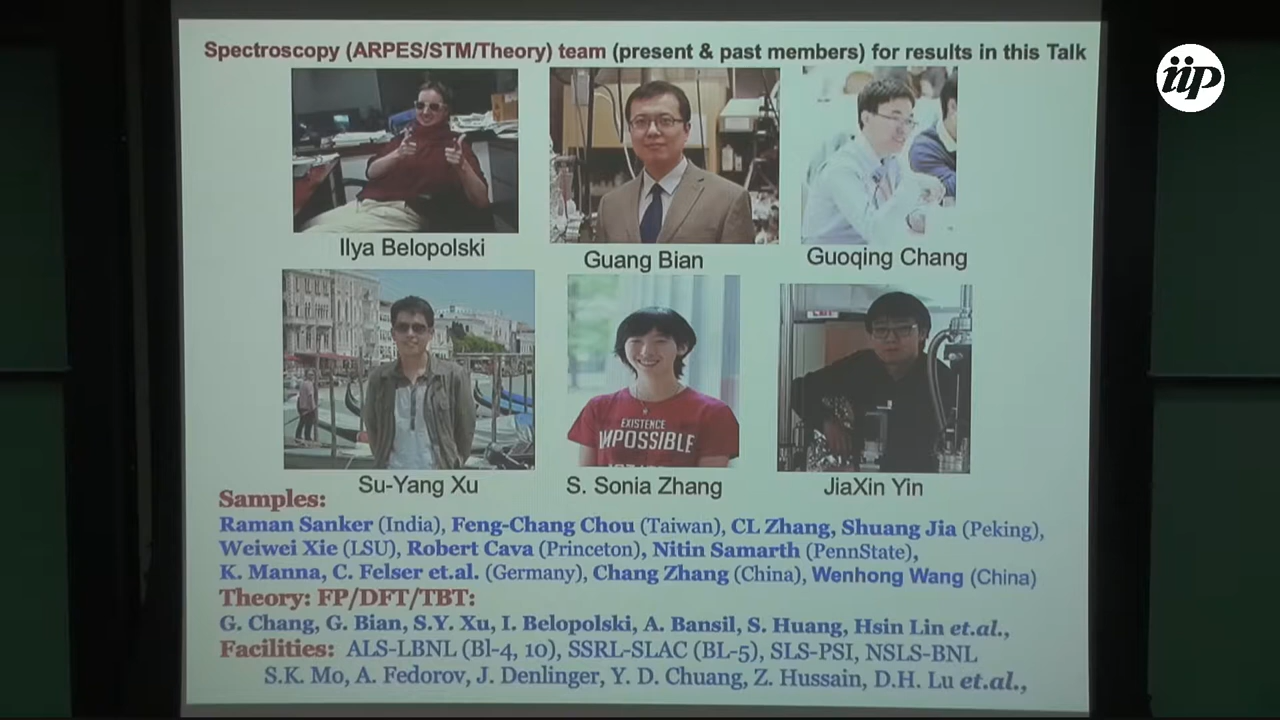 Spectroscopy (ARPES/STM/Theory) team (present & past members) for results in this Talk
iip
Ilya Belopolski
Guang Bian
Guoqing Chang
EXISTENCE
IMPOSSIBLE
Su-Yang Xu
S. Sonia Zhang
JiaXin Yin
Samples:
Raman Sanker (India), Feng-Chang Chou (Taiwan), CL Zhang, Shuang Jia (Peking),
Weiwei Xie (LSU), Robert Cava (Princeton), Nitin Samarth (PennState),
K. Manna, C. Felser et.al. (Germany), Chang Zhang (China), Wenhong Wang (China)
Theory: FP/DFT/TBT:
G. Chang, G. Bian, S.Y. Xu, I. Belopolski, A. Bansil, S. Huang, Hsin Lin et.al.,
Facilities: ALS-LBNL (Bl-4, 10), SSRL-SLAC (BL-5), SLS-PSI, NSLS-BNL
S.K. Mo, A. Fedorov, J. Denlinger, Y. D. Chuang, Z. Hussain, D.H. Lu et.al.,